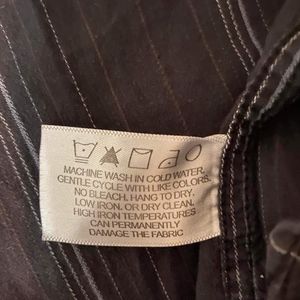 MACHINE WASH IN COLD WATER,
GENTLE CYCLE WITH LIKE COLORS.
NO BLEACH. HANG TO DRY.
LOW IRON. OR DRY CLEAN.
HIGH IRON TEMPERATURES
CAN PERMANENTLY
DAMAGE THE FABRIC